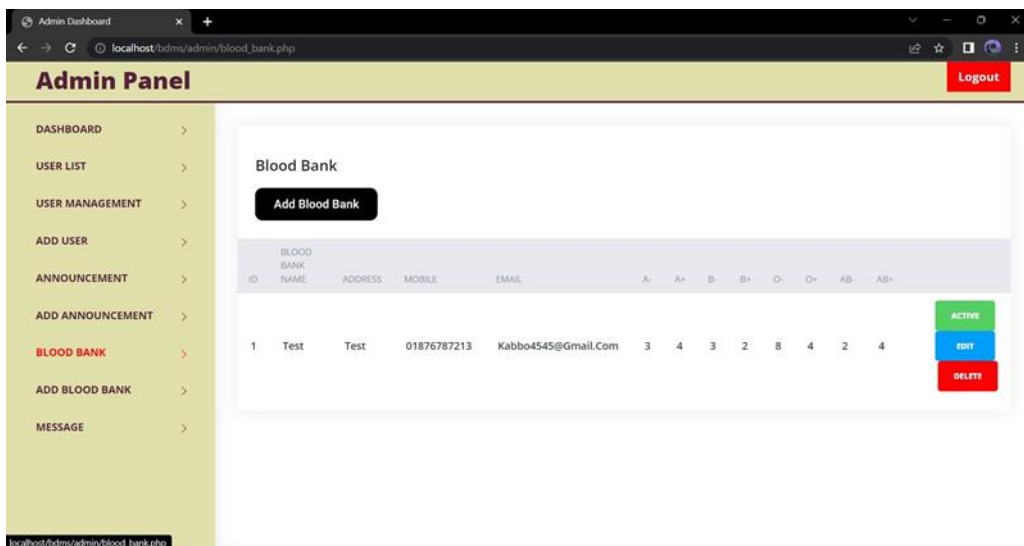 Admin Dashboard
localhost/bdms/admin/blood_bank.php
Admin Panel
Logout
DASHBOARD
USER LIST
USER MANAGEMENT
ADD USER
ANNOUNCEMENT
ADD ANNOUNCEMENT
BLOOD BANK
ADD BLOOD BANK
MESSAGE
Blood Bank
Add Blood Bank
ID BLOOD BANK NAME ADDRESS MOBILE EMAIL A- A+ B- B+ O- O+ AB- AB+
1 Test Test 01876787213 Kabbo4545@Gmail.Com 3 4 3 2 8 4 2 4
ACTIVE
EDIT
DELETE
localhost/bdms/admin/blood_bank.php